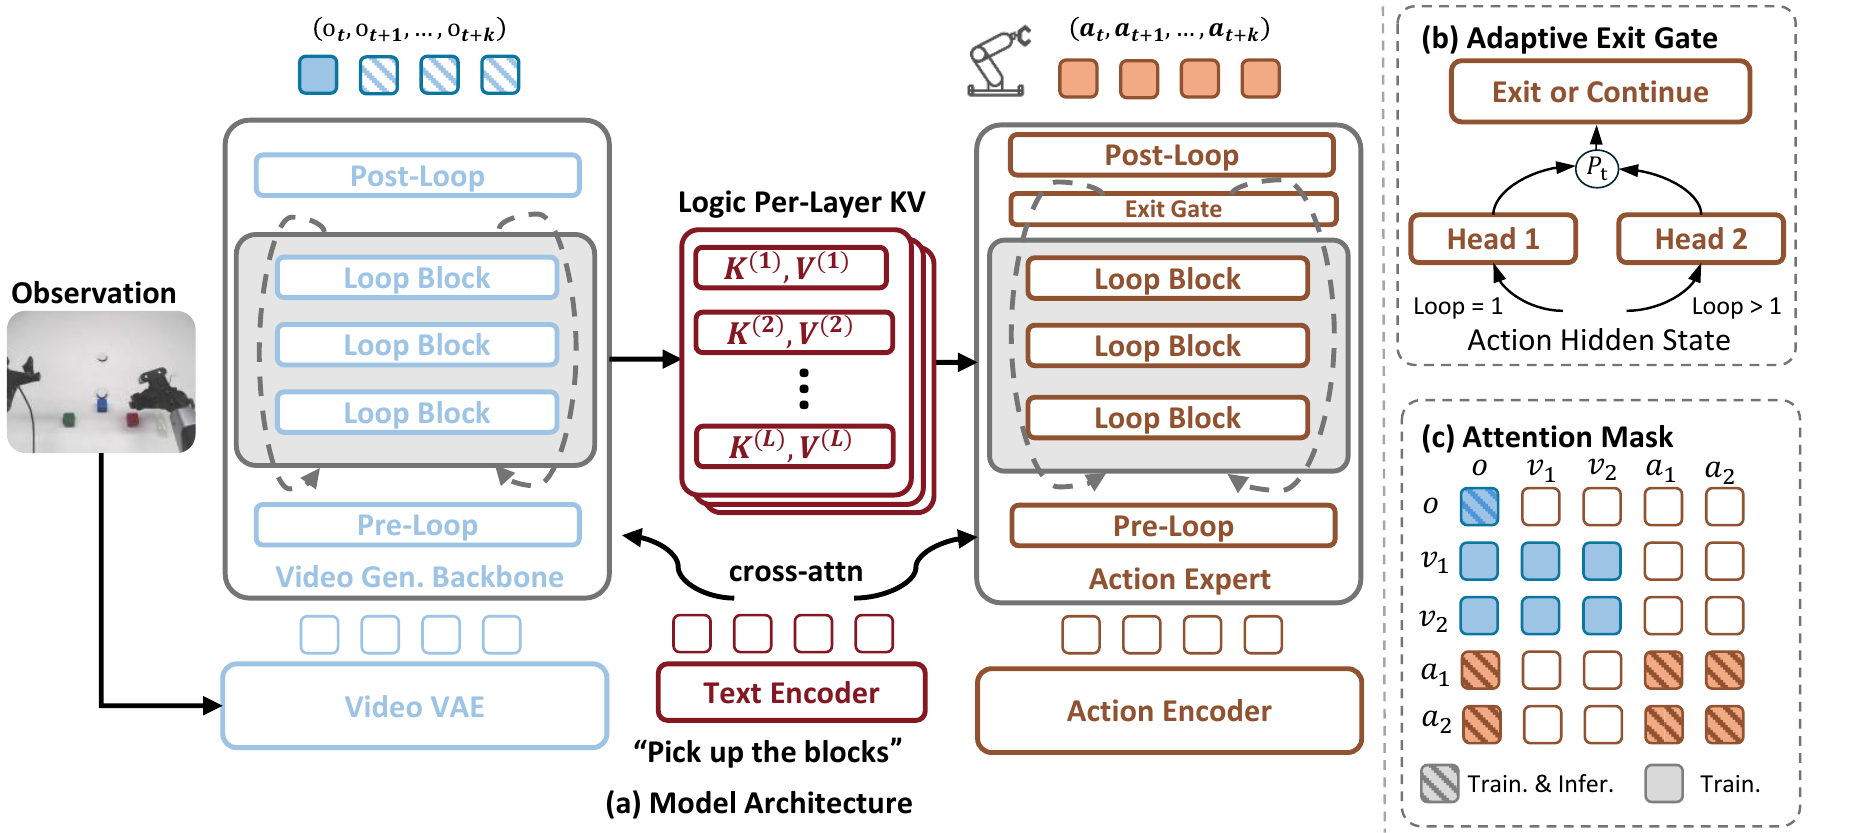 (o_t, o_{t+1}, ..., o_{t+k})
Post-Loop
Loop Block
Loop Block
Loop Block
Pre-Loop
Video Gen. Backbone
Video VAE
Observation
Logic Per-Layer KV
K^{(1)}, V^{(1)}
K^{(2)}, V^{(2)}
⋮
K^{(L)}, V^{(L)}
cross-attn
Text Encoder
“Pick up the blocks”
(a) Model Architecture
(a_t, a_{t+1}, ..., a_{t+k})
Post-Loop
Exit Gate
Loop Block
Loop Block
Loop Block
Pre-Loop
Action Expert
Action Encoder
(b) Adaptive Exit Gate
Exit or Continue
P_t
Head 1
Head 2
Loop = 1
Loop > 1
Action Hidden State
(c) Attention Mask
o v_1 v_2 a_1 a_2
o
v_1
v_2
a_1
a_2
Train. & Infer.
Train.